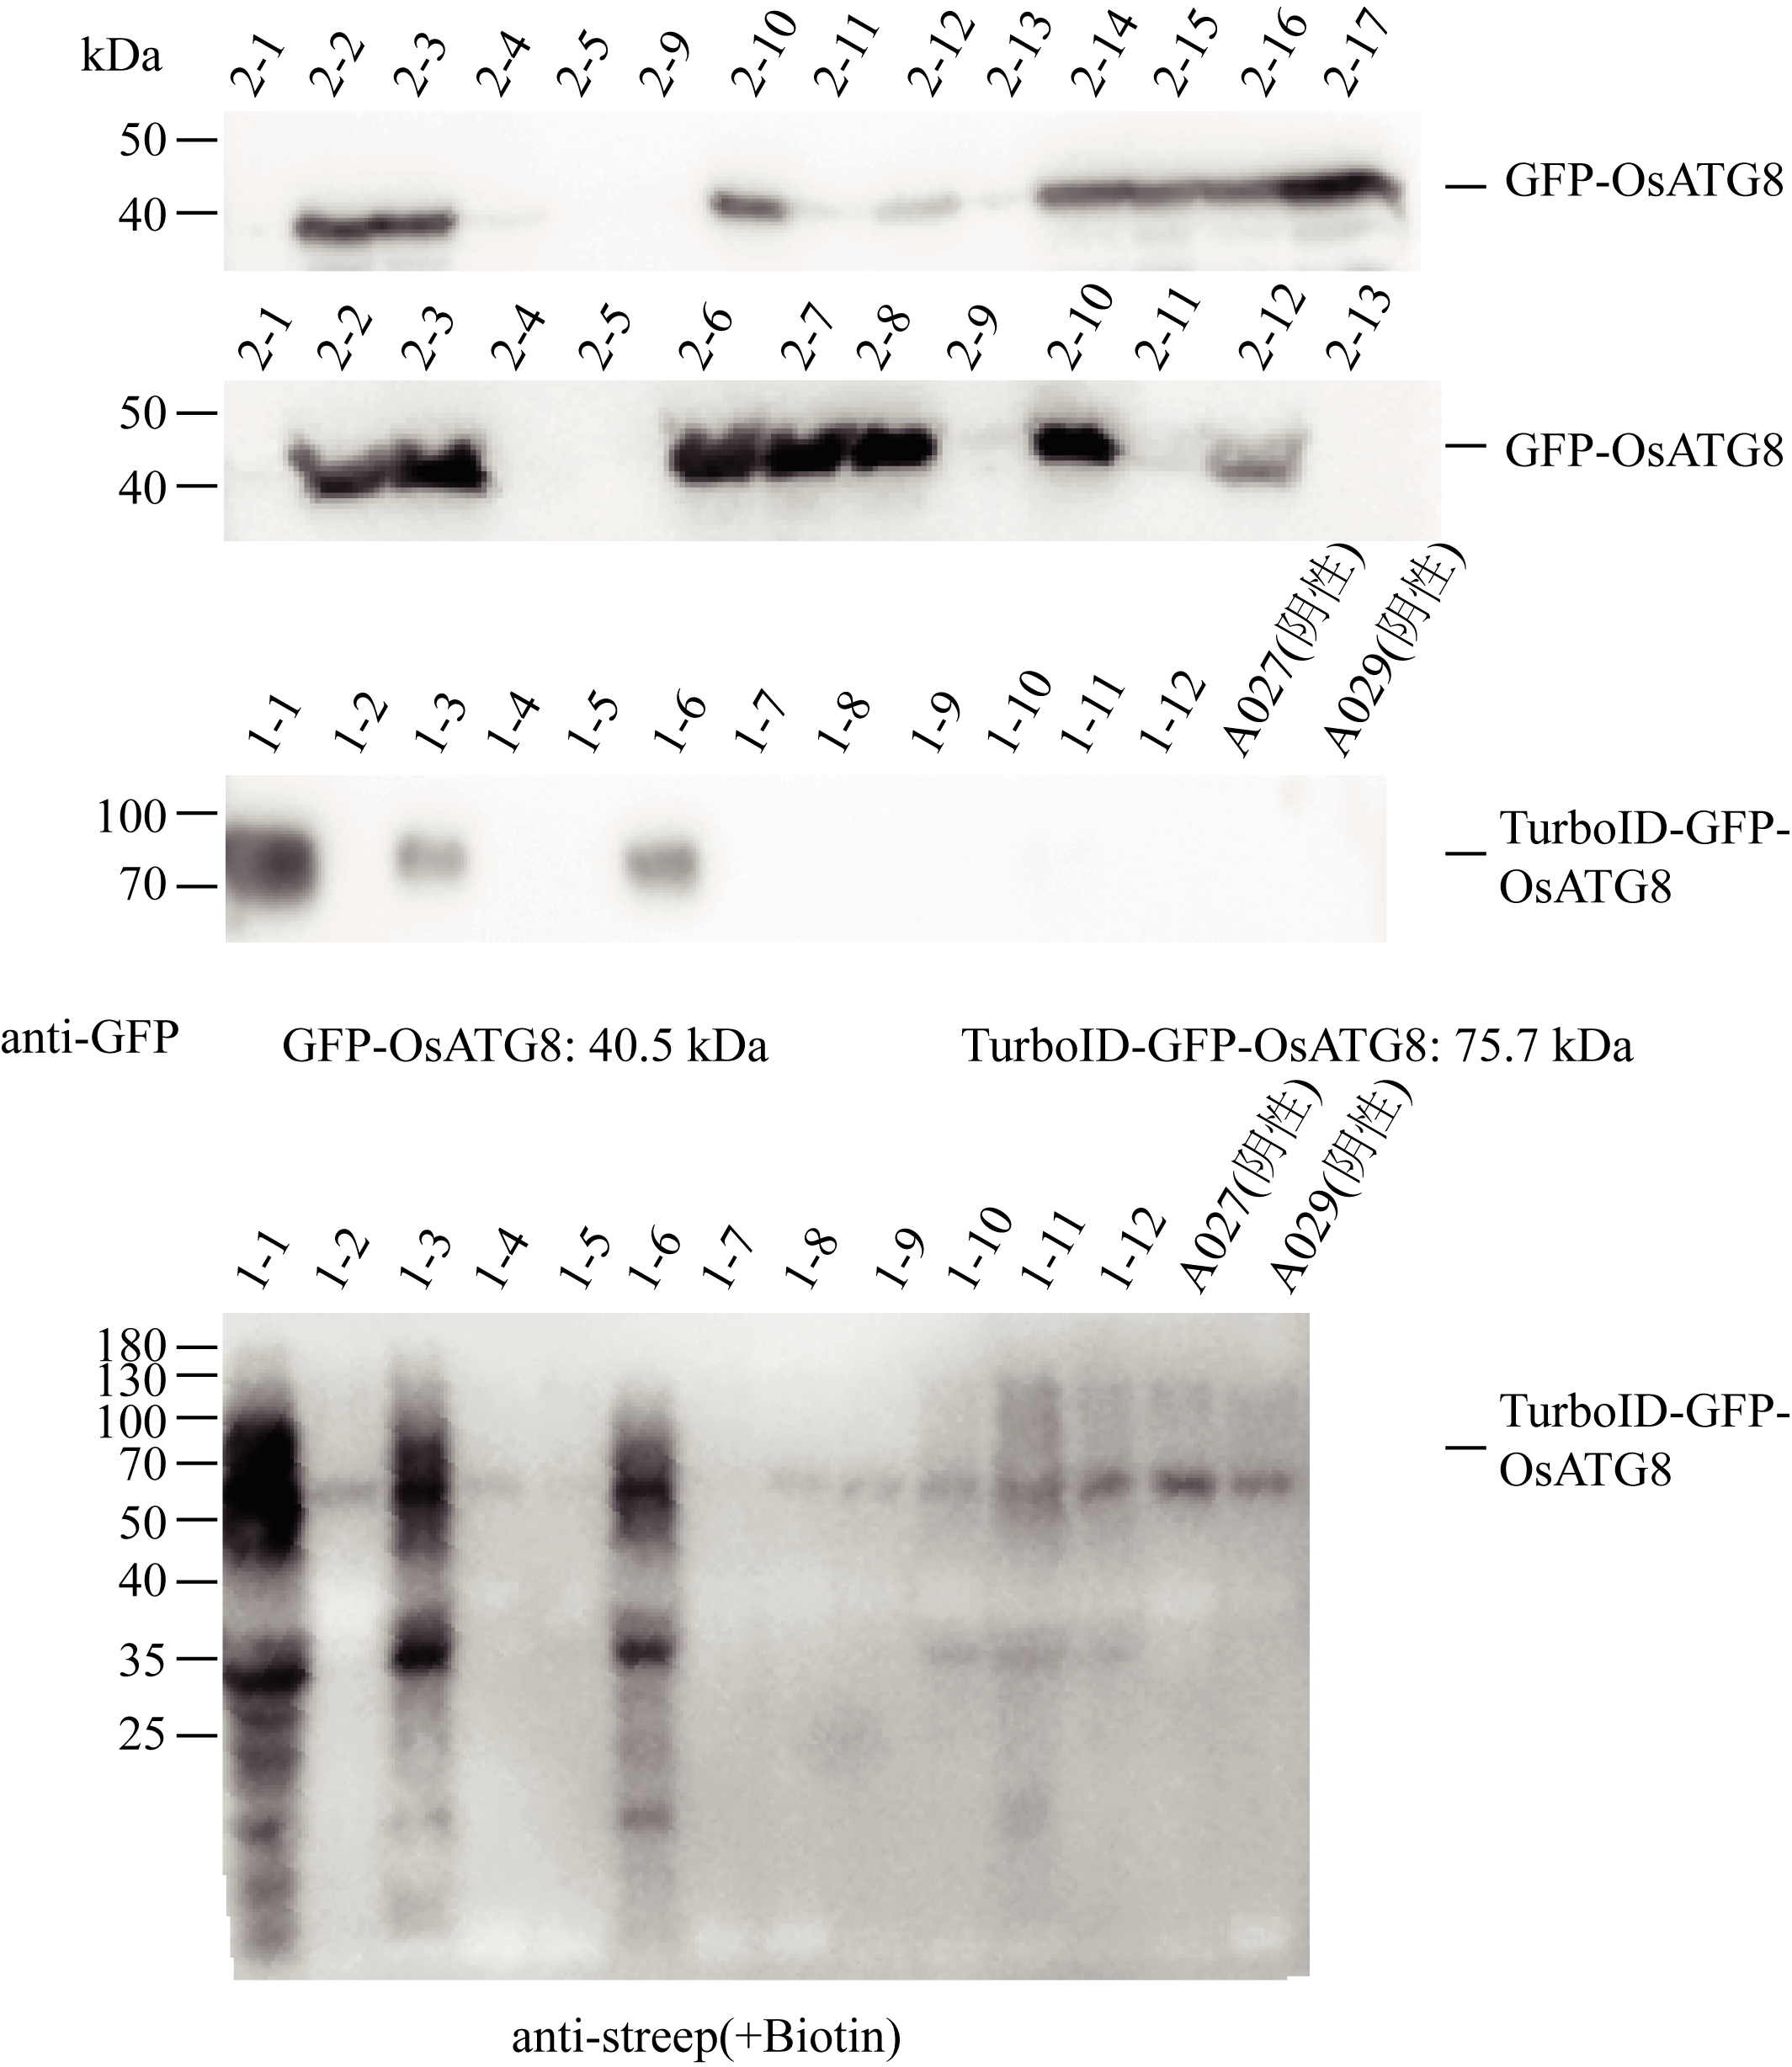 kDa 2-1 2-2 2-3 2-4 2-5 2-9 2-10 2-11 2-12 2-13 2-14 2-15 2-16 2-17
50
GFP-OsATG8
40
2-1 2-2 2-3 2-4 2-5 2-6 2-7 2-8 2-9 2-10 2-11 2-12 2-13
50
GFP-OsATG8
40
1-1 1-2 1-3 1-4 1-5 1-6 1-7 1-8 1-9 1-10 1-11 1-12 A027(阴性) A029(阴性)
100
TurboID-GFP-
70
OsATG8
anti-GFP GFP-OsATG8: 40.5 kDa TurboID-GFP-OsATG8: 75.7 kDa
1-1 1-2 1-3 1-4 1-5 1-6 1-7 1-8 1-9 1-10 1-11 1-12 A027(阴性) A029(阴性)
180
130
100
TurboID-GFP-
70
OsATG8
50
40
35
25
anti-streep(+Biotin)